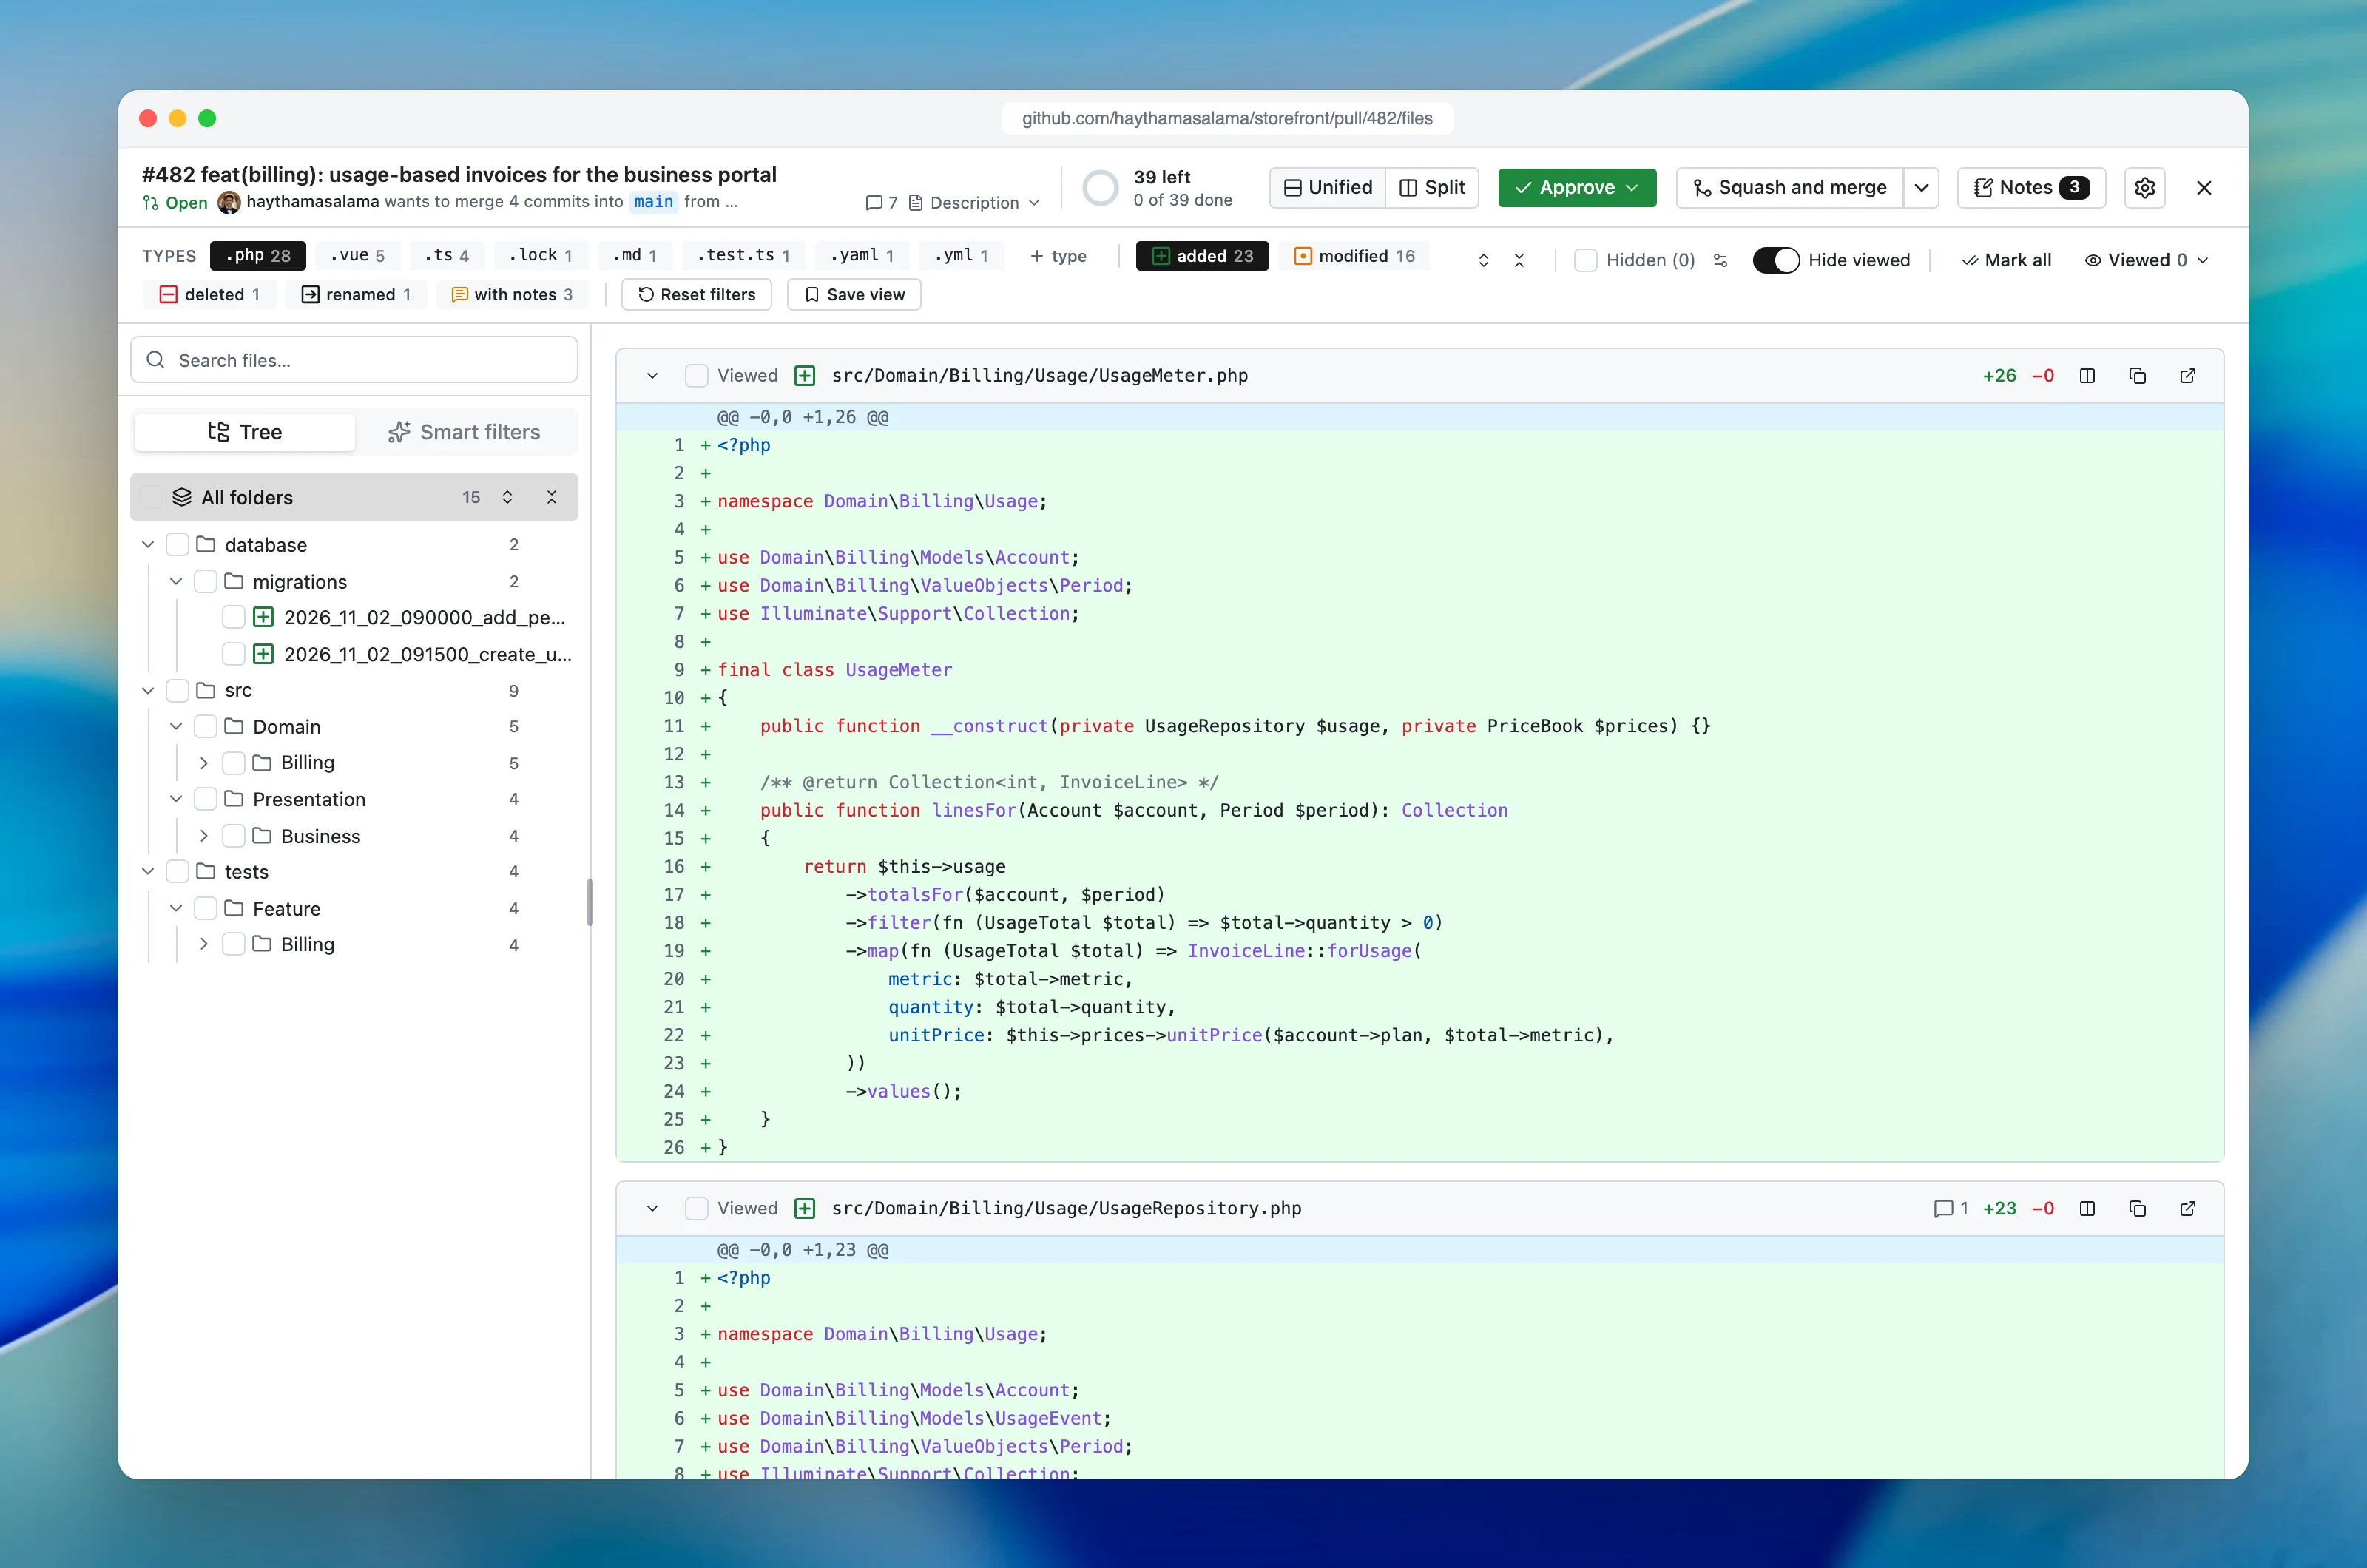 github.com/haythamasalama/storefront/pull/482/files
#482 feat(billing): usage-based invoices for the business portal
Open haythamasalama wants to merge 4 commits into main from ...
7 Description
39 left
0 of 39 done
Unified Split
Approve
Squash and merge
Notes 3
TYPES .php 28 .vue 5 .ts 4 .lock 1 .md 1 .test.ts 1 .yaml 1 .yml 1 + type
added 23 modified 16
Hidden (0) Hide viewed Mark all Viewed 0
deleted 1 renamed 1 with notes 3 Reset filters Save view
Search files...
Tree Smart filters
All folders 15
database 2
migrations 2
2026_11_02_090000_add_pe...
2026_11_02_091500_create_u...
src 9
Domain 5
Billing 5
Presentation 4
Business 4
tests 4
Feature 4
Billing 4
Viewed src/Domain/Billing/Usage/UsageMeter.php +26 −0
@@ −0,0 +1,26 @@
1 + <?php
2 +
3 + namespace Domain\Billing\Usage;
4 +
5 + use Domain\Billing\Models\Account;
6 + use Domain\Billing\ValueObjects\Period;
7 + use Illuminate\Support\Collection;
8 +
9 + final class UsageMeter
10 + {
11 +     public function __construct(private UsageRepository $usage, private PriceBook $prices) {}
12 +
13 +     /** @return Collection<int, InvoiceLine> */
14 +     public function linesFor(Account $account, Period $period): Collection
15 +     {
16 +         return $this->usage
17 +             ->totalsFor($account, $period)
18 +             ->filter(fn (UsageTotal $total) => $total->quantity > 0)
19 +             ->map(fn (UsageTotal $total) => InvoiceLine::forUsage(
20 +                 metric: $total->metric,
21 +                 quantity: $total->quantity,
22 +                 unitPrice: $this->prices->unitPrice($account->plan, $total->metric),
23 +             ))
24 +             ->values();
25 +     }
26 + }
Viewed src/Domain/Billing/Usage/UsageRepository.php 1 +23 −0
@@ −0,0 +1,23 @@
1 + <?php
2 +
3 + namespace Domain\Billing\Usage;
4 +
5 + use Domain\Billing\Models\Account;
6 + use Domain\Billing\Models\UsageEvent;
7 + use Domain\Billing\ValueObjects\Period;
8 + use Illuminate\Support\Collection;